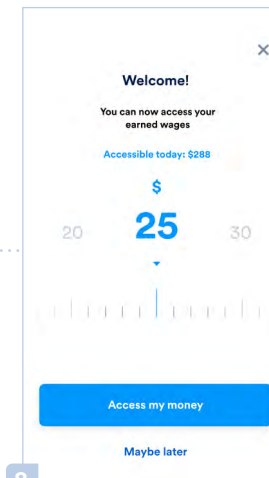 Welcome!
You can now access your
earned wages
Accessible today: $288
$
20 25 30
Access my money
Maybe later